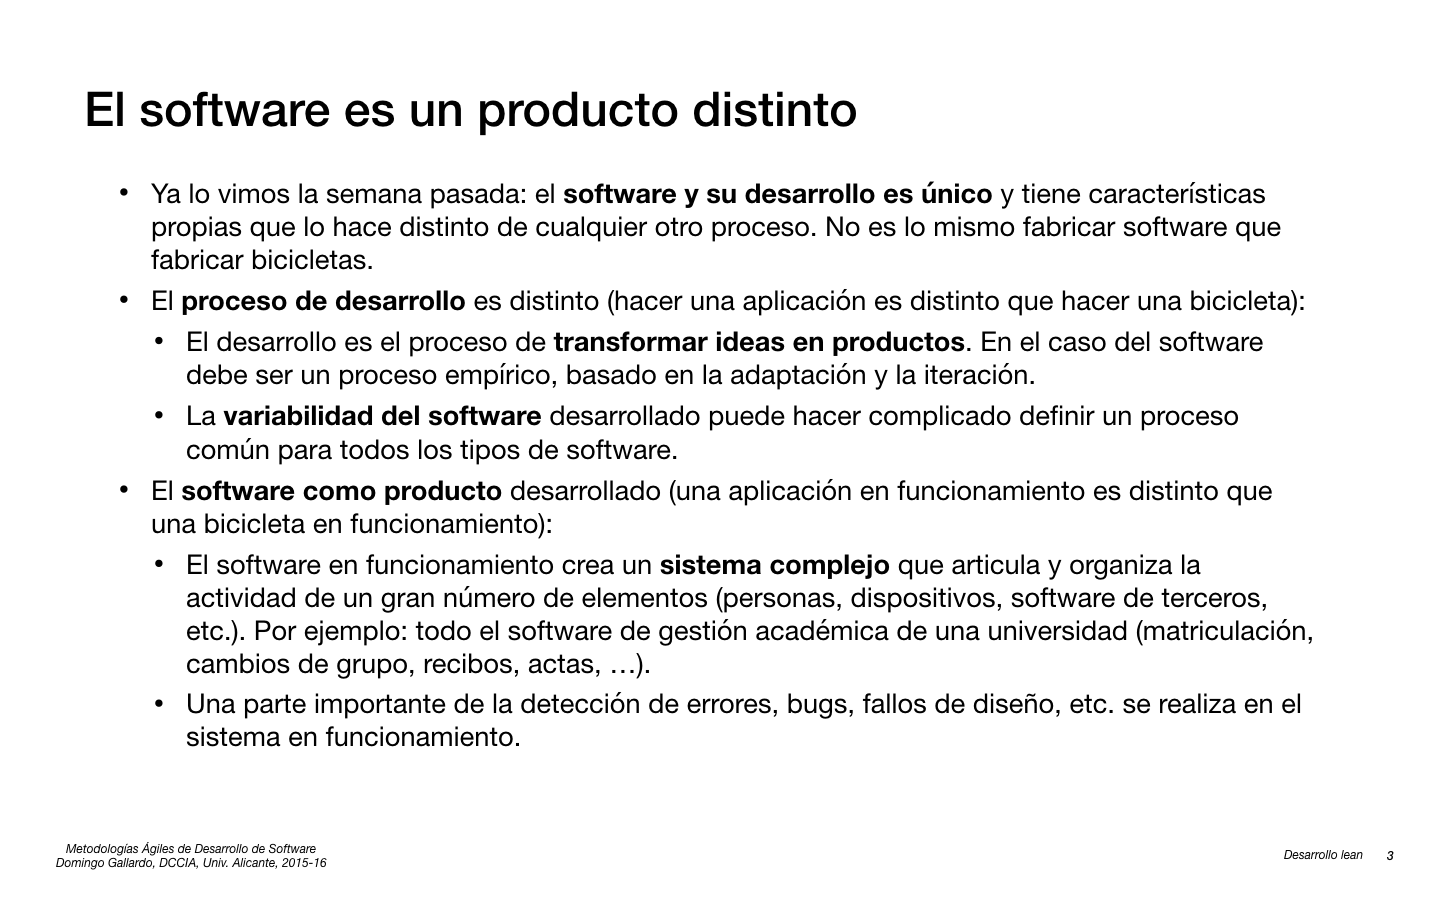 El software es un producto distinto
• Ya lo vimos la semana pasada: el software y su desarrollo es único y tiene características
propias que lo hace distinto de cualquier otro proceso. No es lo mismo fabricar software que
fabricar bicicletas.
• El proceso de desarrollo es distinto (hacer una aplicación es distinto que hacer una bicicleta):
• El desarrollo es el proceso de transformar ideas en productos. En el caso del software
debe ser un proceso empírico, basado en la adaptación y la iteración.
• La variabilidad del software desarrollado puede hacer complicado definir un proceso
común para todos los tipos de software.
• El software como producto desarrollado (una aplicación en funcionamiento es distinto que
una bicicleta en funcionamiento):
• El software en funcionamiento crea un sistema complejo que articula y organiza la
actividad de un gran número de elementos (personas, dispositivos, software de terceros,
etc.). Por ejemplo: todo el software de gestión académica de una universidad (matriculación,
cambios de grupo, recibos, actas, …).
• Una parte importante de la detección de errores, bugs, fallos de diseño, etc. se realiza en el
sistema en funcionamiento.
Metodologías Ágiles de Desarrollo de Software
Domingo Gallardo, DCCIA, Univ. Alicante, 2015-16
Desarrollo lean 3